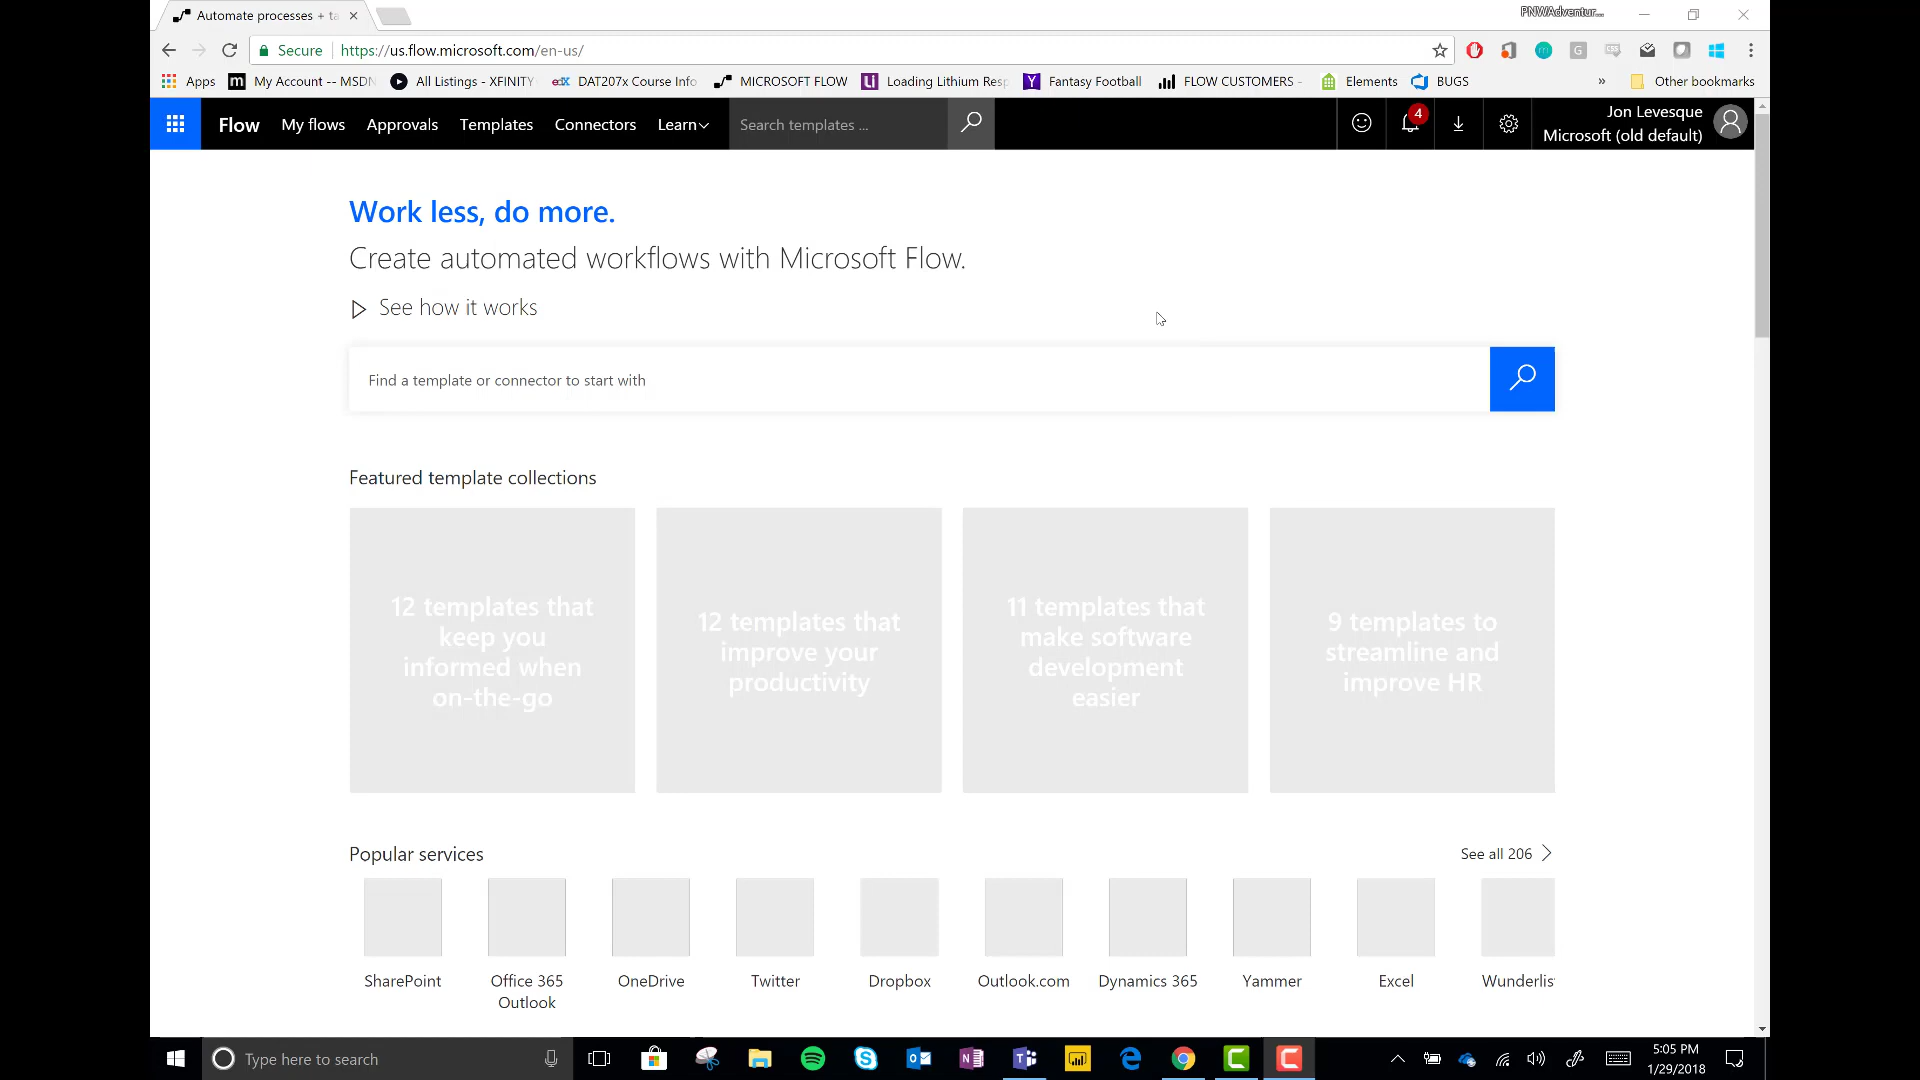 Automate processes + ta
PNWAdventur...
Secure
https://us.flow.microsoft.com/en-us/
Apps
My Account -- MSDN
All Listings - XFINITY
edX
DAT207x Course Info
MICROSOFT FLOW
Loading Lithium Resp
Fantasy Football
FLOW CUSTOMERS -
Elements
BUGS
»
Other bookmarks
Flow
My flows
Approvals
Templates
Connectors
Learn
Search templates ...
4
Jon Levesque
Microsoft (old default)
Work less, do more.
Create automated workflows with Microsoft Flow.
See how it works
Find a template or connector to start with
Featured template collections
12 templates that
keep you
informed when
on-the-go
12 templates that
improve your
productivity
11 templates that
make software
development
easier
9 templates to
streamline and
improve HR
Popular services
See all 206
SharePoint
Office 365
Outlook
OneDrive
Twitter
Dropbox
Outlook.com
Dynamics 365
Yammer
Excel
Wunderlis
Type here to search
5:05 PM
1/29/2018